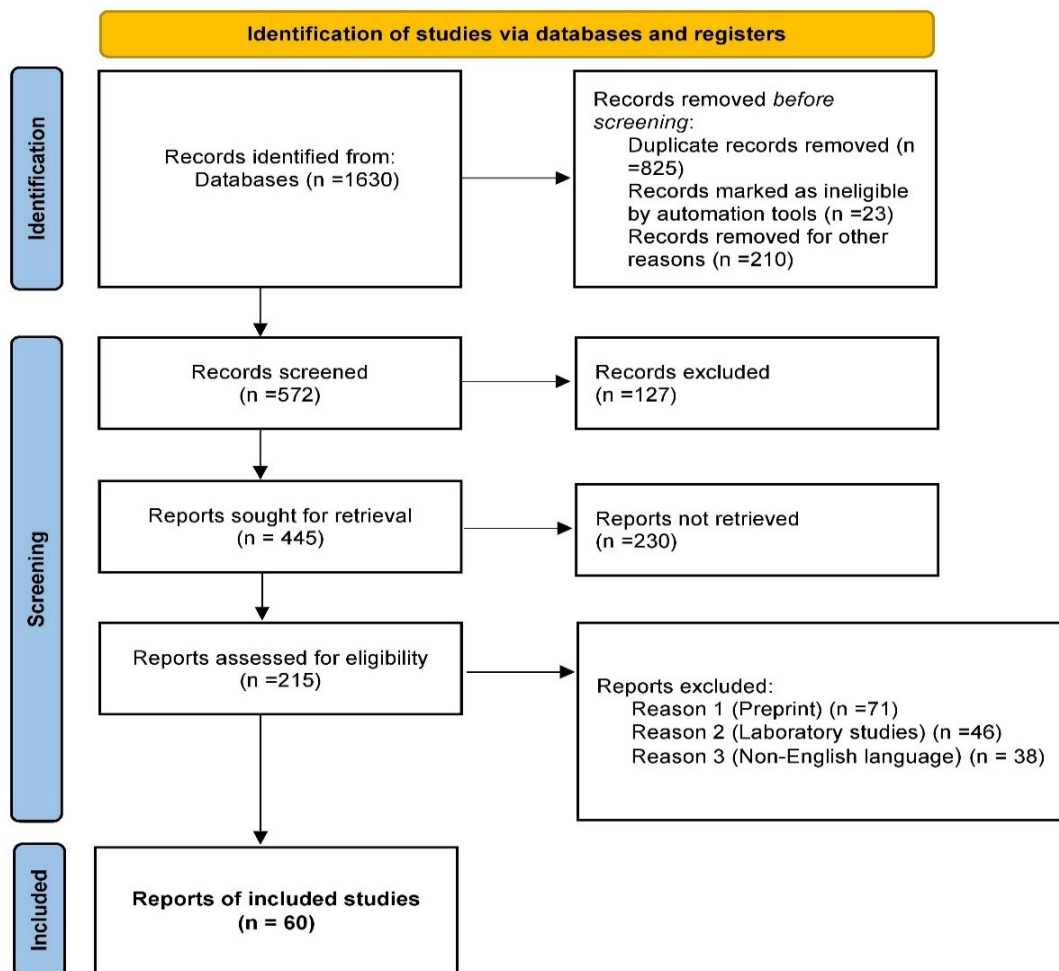 Identification of studies via databases and registers
Identification
Records identified from:
Databases (n =1630)
Records removed before
screening:
Duplicate records removed (n
=825)
Records marked as ineligible
by automation tools (n =23)
Records removed for other
reasons (n =210)
Screening
Records screened
(n =572)
Records excluded
(n =127)
Reports sought for retrieval
(n = 445)
Reports not retrieved
(n =230)
Reports assessed for eligibility
(n =215)
Reports excluded:
Reason 1 (Preprint) (n =71)
Reason 2 (Laboratory studies) (n =46)
Reason 3 (Non-English language) (n = 38)
Included
Reports of included studies
(n = 60)